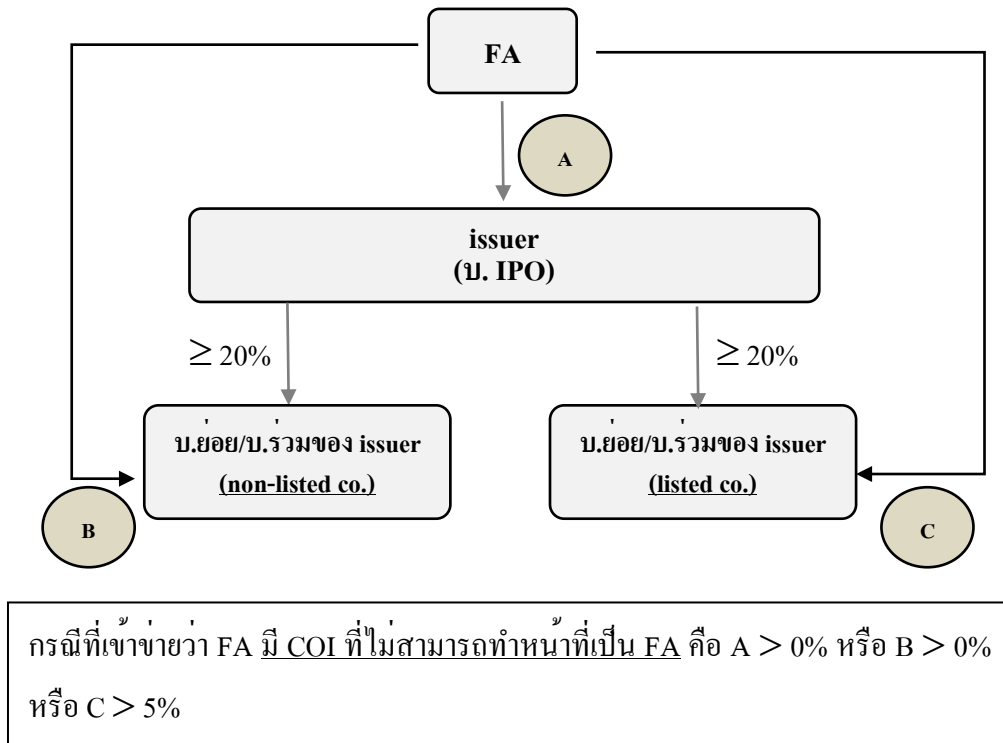 FA
A
issuer
(บ. IPO)
≥ 20%
≥ 20%
บ.ย่อย/บ.ร่วมของ issuer
(non-listed co.)
บ.ย่อย/บ.ร่วมของ issuer
(listed co.)
B
C
กรณีที่เข้าข่ายว่า FA มี COI ที่ไม่สามารถทำหน้าที่เป็น FA คือ A > 0% หรือ B > 0%
หรือ C > 5%